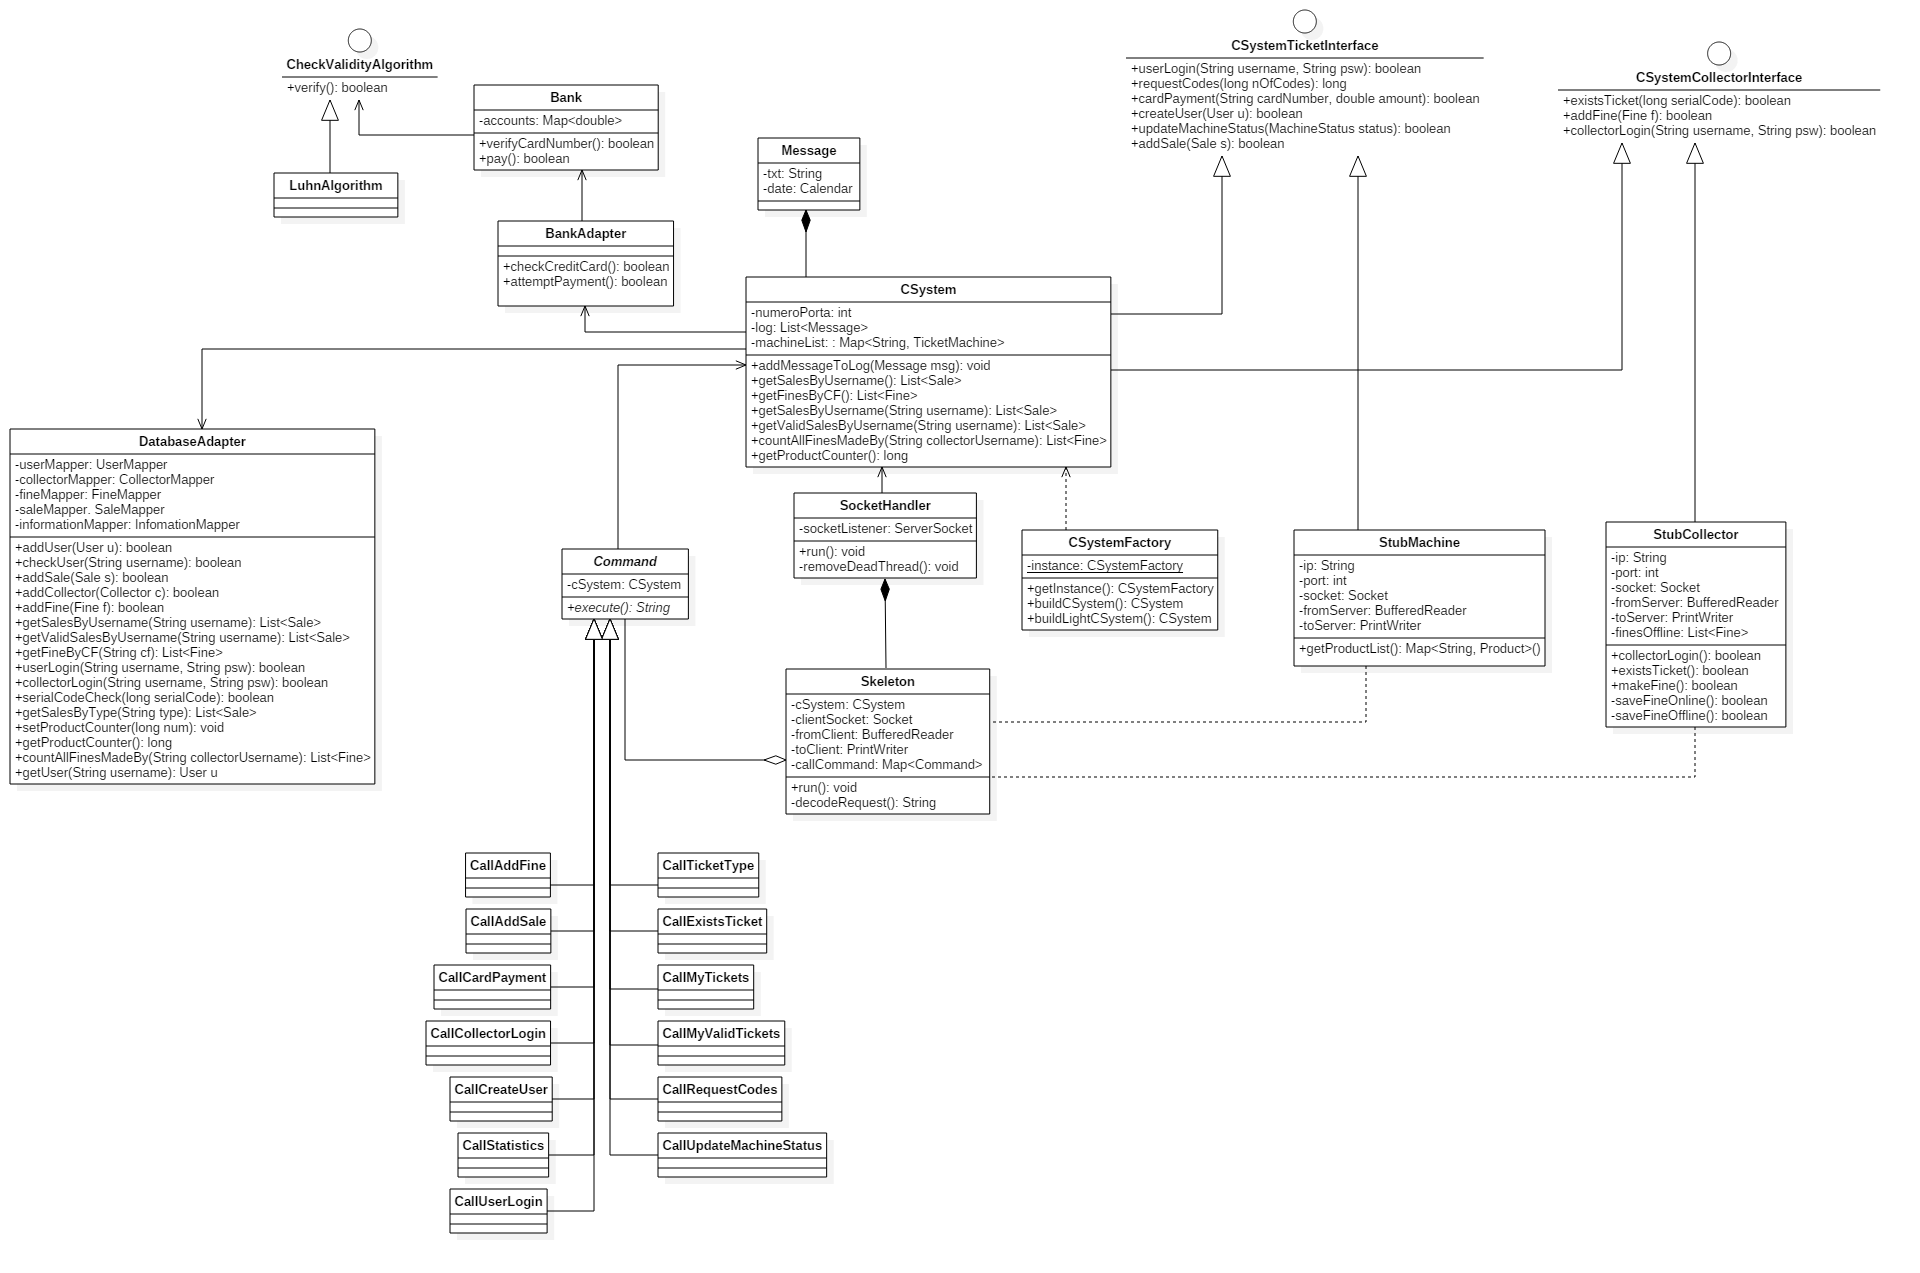 CheckValidityAlgorithm
+verify(): boolean
LuhnAlgorithm
Bank
-accounts: Map<double>
+verifyCardNumber(): boolean
+pay(): boolean
BankAdapter
+checkCreditCard(): boolean
+attemptPayment(): boolean
Message
-txt: String
-date: Calendar
CSystemTicketInterface
+userLogin(String username, String psw): boolean
+requestCodes(long nOfCodes): long
+cardPayment(String cardNumber, double amount): boolean
+createUser(User u): boolean
+updateMachineStatus(MachineStatus status): boolean
+addSale(Sale s): boolean
CSystemCollectorInterface
+existsTicket(long serialCode): boolean
+addFine(Fine f): boolean
+collectorLogin(String username, String psw): boolean
CSystem
-numeroPorta: int
-log: List<Message>
-machineList: : Map<String, TicketMachine>
+addMessageToLog(Message msg): void
+getSalesByUsername(): List<Sale>
+getFinesByCF(): List<Fine>
+getSalesByUsername(String username): List<Sale>
+getValidSalesByUsername(String username): List<Sale>
+countAllFinesMadeBy(String collectorUsername): List<Fine>
+getProductCounter(): long
DatabaseAdapter
-userMapper: UserMapper
-collectorMapper: CollectorMapper
-fineMapper: FineMapper
-saleMapper. SaleMapper
-informationMapper: InfomationMapper
+addUser(User u): boolean
+checkUser(String username): boolean
+addSale(Sale s): boolean
+addCollector(Collector c): boolean
+addFine(Fine f): boolean
+getSalesByUsername(String username): List<Sale>
+getValidSalesByUsername(String username): List<Sale>
+getFineByCF(String cf): List<Fine>
+userLogin(String username, String psw): boolean
+collectorLogin(String username, String psw): boolean
+serialCodeCheck(long serialCode): boolean
+getSalesByType(String type): List<Sale>
+setProductCounter(long num): void
+getProductCounter(): long
+countAllFinesMadeBy(String collectorUsername): List<Fine>
+getUser(String username): User u
Command
-cSystem: CSystem
+execute(): String
SocketHandler
-socketListener: ServerSocket
+run(): void
-removeDeadThread(): void
CSystemFactory
-instance: CSystemFactory
+getInstance(): CSystemFactory
+buildCSystem(): CSystem
+buildLightCSystem(): CSystem
StubMachine
-ip: String
-port: int
-socket: Socket
-fromServer: BufferedReader
-toServer: PrintWriter
+getProductList(): Map<String, Product>()
StubCollector
-ip: String
-port: int
-socket: Socket
-fromServer: BufferedReader
-toServer: PrintWriter
-finesOffline: List<Fine>
+collectorLogin(): boolean
+existsTicket(): boolean
+makeFine(): boolean
-saveFineOnline(): boolean
-saveFineOffline(): boolean
Skeleton
-cSystem: CSystem
-clientSocket: Socket
-fromClient: BufferedReader
-toClient: PrintWriter
-callCommand: Map<Command>
+run(): void
-decodeRequest(): String
CallAddFine
CallAddSale
CallCardPayment
CallCollectorLogin
CallCreateUser
CallStatistics
CallUserLogin
CallTicketType
CallExistsTicket
CallMyTickets
CallMyValidTickets
CallRequestCodes
CallUpdateMachineStatus